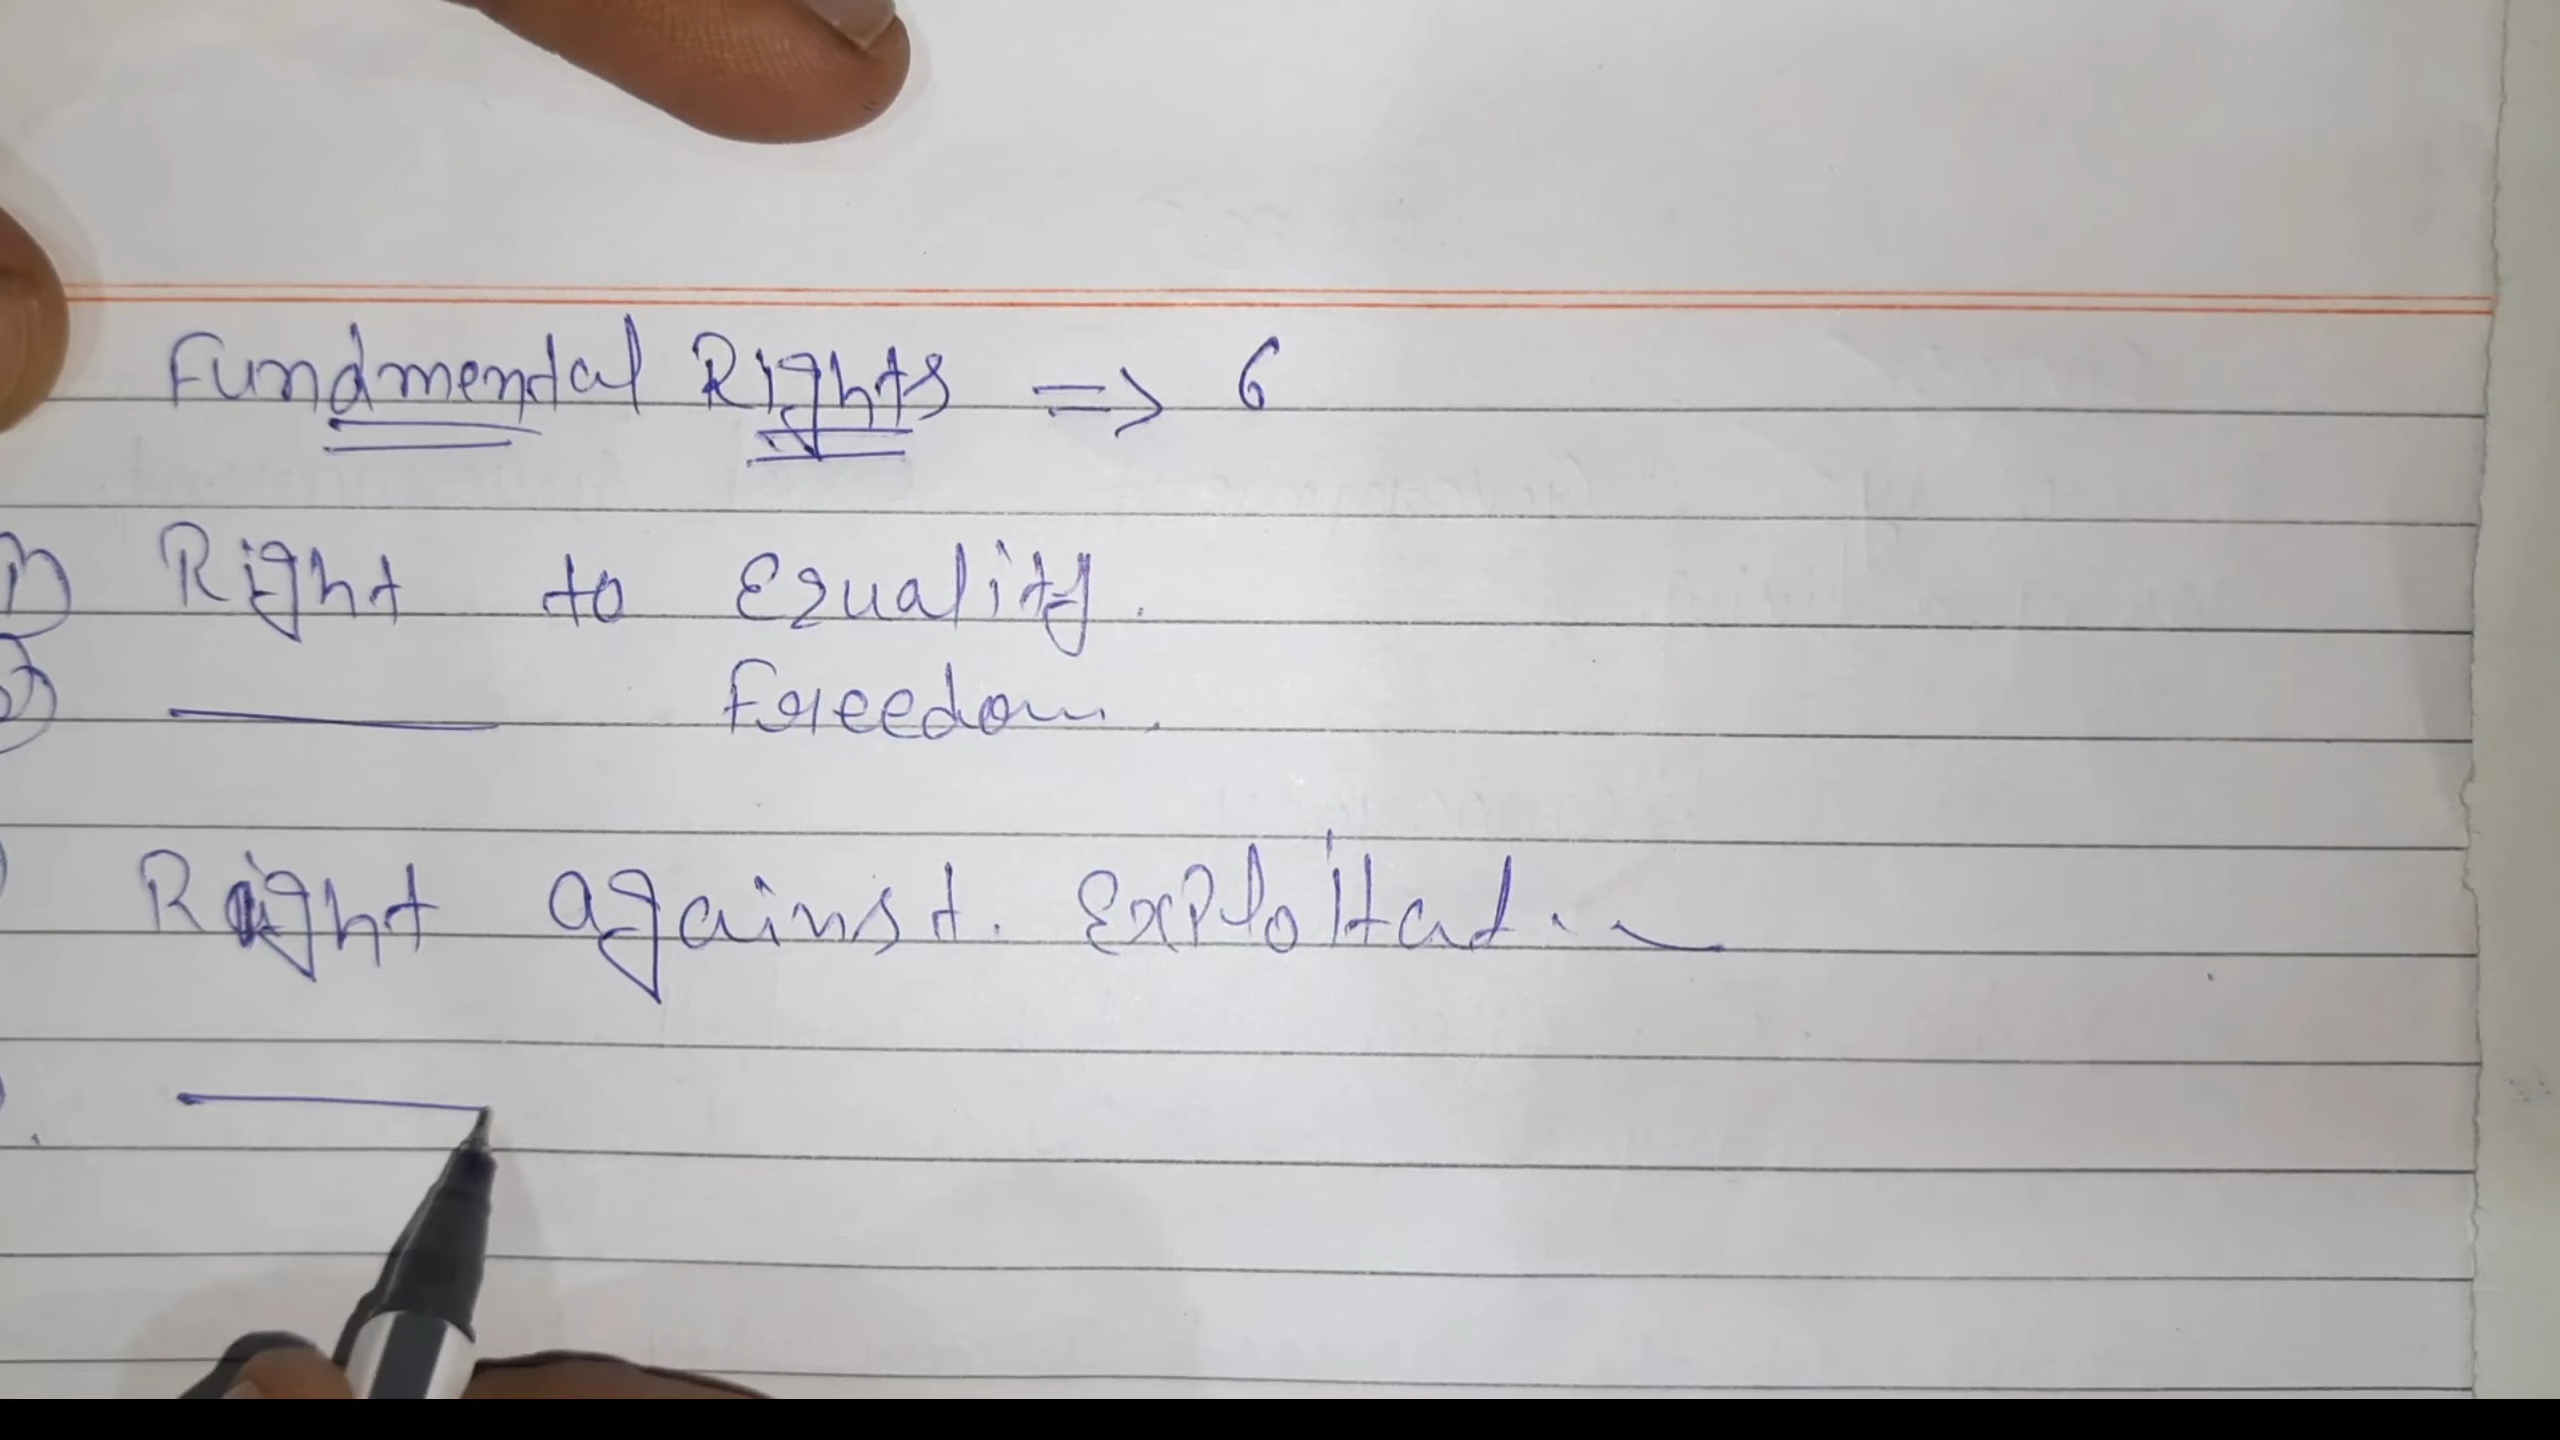 Fundmental Rights => 6
1) Right to Equality.
2) ——— Freedom.
Right against. Exploitat..
———